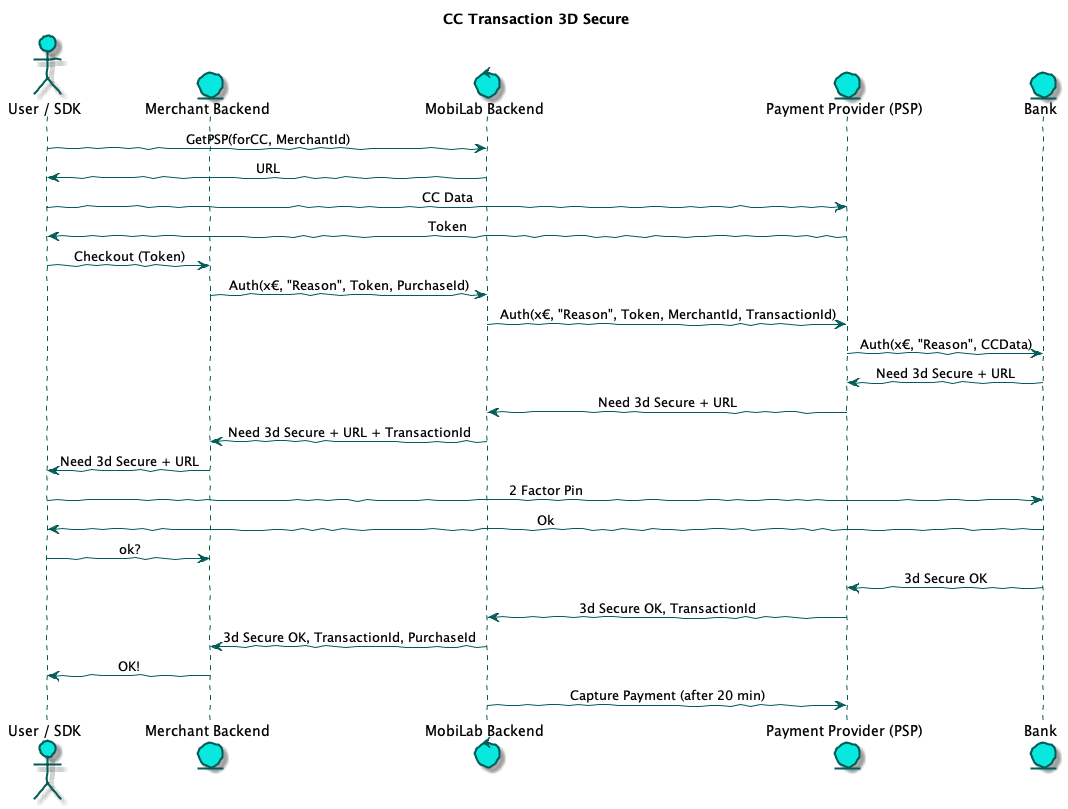 CC Transaction 3D Secure
User / SDK
Merchant Backend
MobiLab Backend
Payment Provider (PSP)
Bank
GetPSP(forCC, MerchantId)
URL
CC Data
Token
Checkout (Token)
Auth(x€, "Reason", Token, PurchaseId)
Auth(x€, "Reason", Token, MerchantId, TransactionId)
Auth(x€, "Reason", CCData)
Need 3d Secure + URL
Need 3d Secure + URL
Need 3d Secure + URL + TransactionId
Need 3d Secure + URL
2 Factor Pin
Ok
ok?
3d Secure OK
3d Secure OK, TransactionId
3d Secure OK, TransactionId, PurchaseId
OK!
Capture Payment (after 20 min)
User / SDK
Merchant Backend
MobiLab Backend
Payment Provider (PSP)
Bank